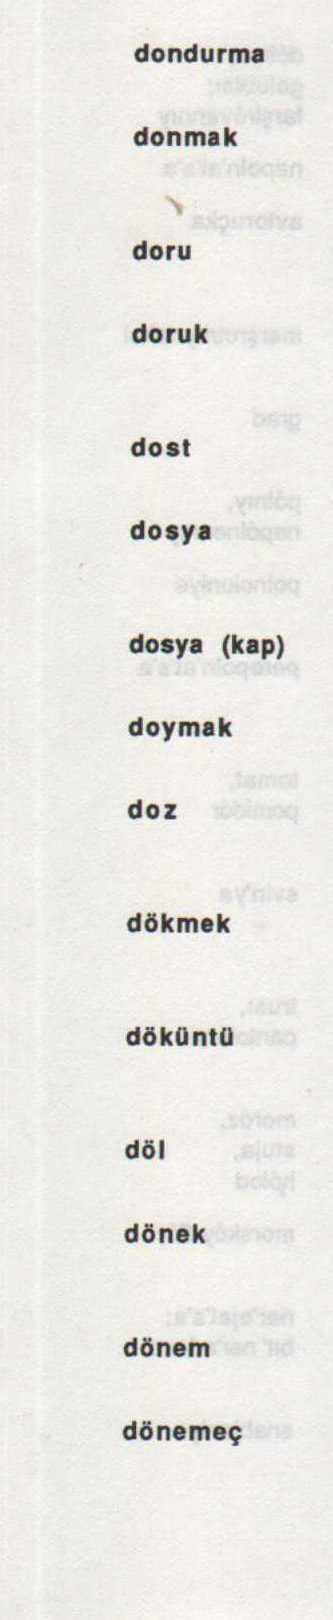 dondurma
donmak
doru
doruk
dost
dosya
dosya (kap)
doymak
doz
dökmek
döküntü
döl
dönek
dönem
dönemeç